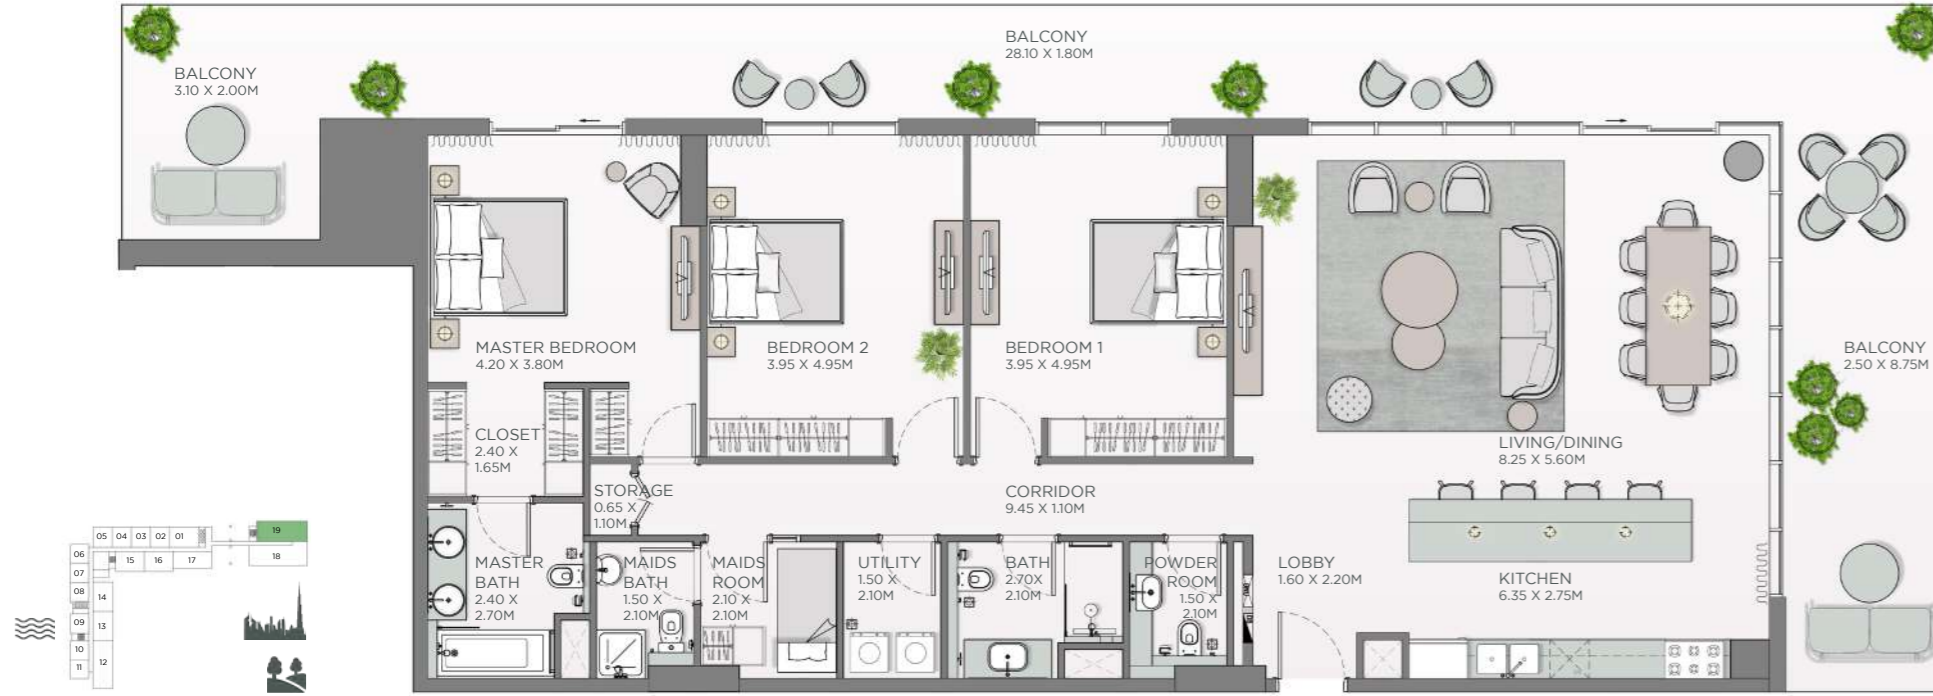 BALCONY
28.10 X 1.80M
BALCONY
3.10 X 2.00M
MASTER BEDROOM
4.20 X 3.80M
BEDROOM 2
3.95 X 4.95M
BEDROOM 1
3.95 X 4.95M
BALCONY
2.50 X 8.75M
CLOSET
2.40 X
1.65M
LIVING/DINING
8.25 X 5.60M
STORAGE
0.65 X
1.10M
CORRIDOR
9.45 X 1.10M
MASTER
BATH
2.40 X
2.70M
MAIDS
BATH
1.50 X
2.10M
MAIDS
ROOM
2.10 X
2.10M
UTILITY
1.50 X
2.10M
BATH
2.70X
2.10M
POWDER
ROOM
1.50 X
2.10M
LOBBY
1.60 X 2.20M
KITCHEN
6.35 X 2.75M
05 04 03 02 01
19
06
15 16 17
18
07
08
14
09
13
10
12
11